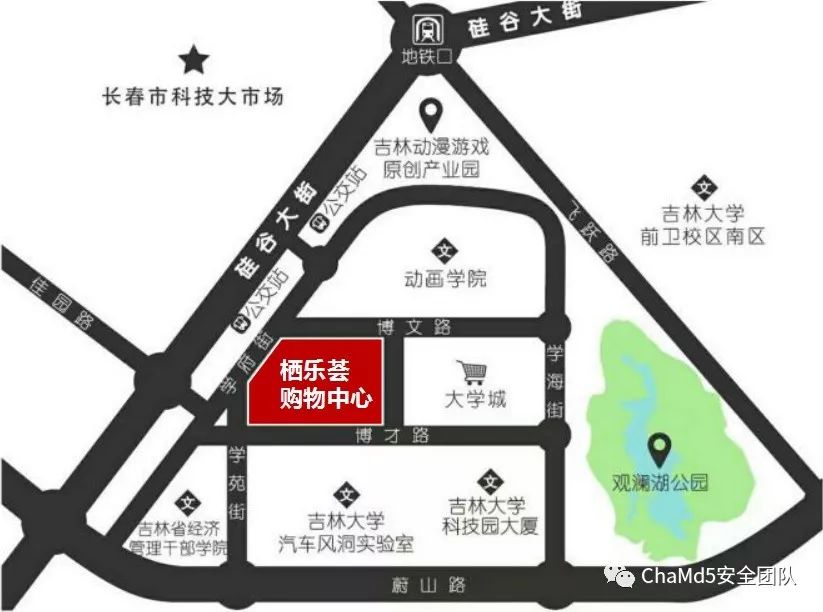 硅谷大街
地铁口
长春市科技大市场
吉林动漫游戏
原创产业园
公交站
硅谷大街
飞跃路
吉林大学
前卫校区南区
动画学院
公交站
佳园路
博文路
学府街
栖乐荟
购物中心
学海街
大学城
博才路
学苑街
观澜湖公园
吉林大学
科技园大厦
吉林大学
汽车风洞实验室
吉林省经济
管理干部学院
蔚山路
ChaMd5安全团队
文
文
文
文
文